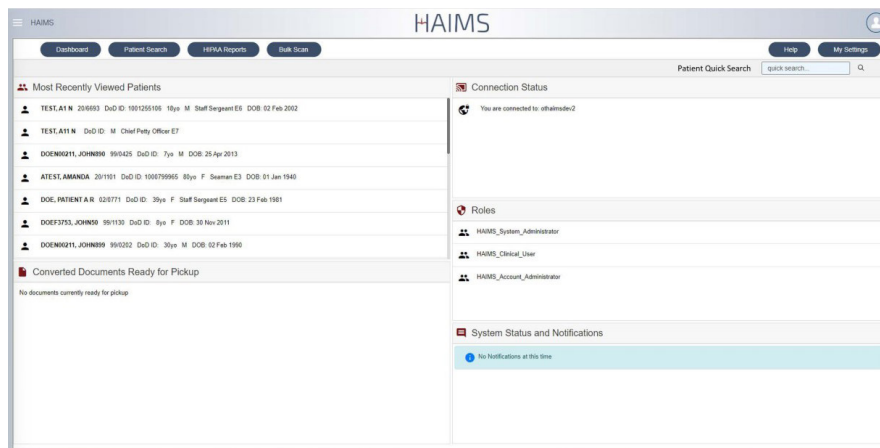 HAIMS
HAIMS
Dashboard Patient Search HIPAA Reports Bulk Scan Help My Settings
Patient Quick Search quick search...
Most Recently Viewed Patients
TEST, A1 N 20/6693 DoD ID: 1001255106 18yo M Staff Sergeant E6 DOB: 02 Feb 2002
TEST, A11 N DoD ID: M Chief Petty Officer E7
DOEN00211, JOHN890 99/0425 DoD ID: 7yo M DOB: 25 Apr 2013
ATEST, AMANDA 20/1101 DoD ID: 1000799965 80yo F Seaman E3 DOB: 01 Jan 1940
DOE, PATIENT A R 02/0771 DoD ID: 39yo F Staff Sergeant E5 DOB: 23 Feb 1981
DOEF3753, JOHN50 99/1130 DoD ID: 8yo F DOB: 30 Nov 2011
DOEN00211, JOHN899 99/0202 DoD ID: 30yo M DOB: 02 Feb 1990
Converted Documents Ready for Pickup
No documents currently ready for pickup
Connection Status
You are connected to: othaimsdev2
Roles
HAIMS_System_Administrator
HAIMS_Clinical_User
HAIMS_Account_Administrator
System Status and Notifications
No Notifications at this time